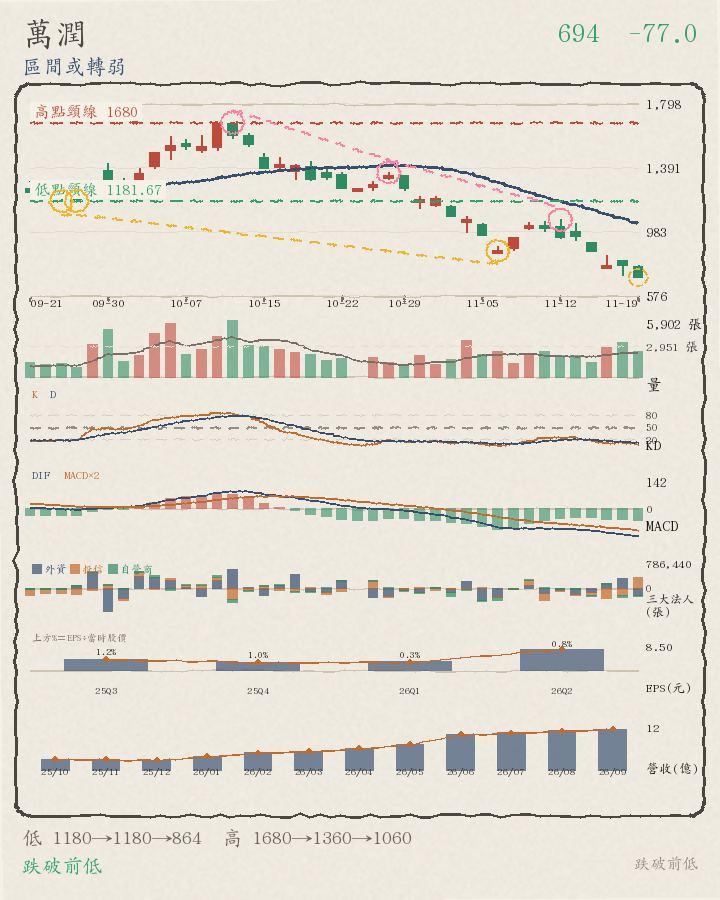 萬潤
694 -77.0
區間或轉弱
高點頸線 1680
1,798
1,391
低點頸線 1181.67
983
576
09-21 09-30 10-07 10-15 10-22 10-29 11-05 11-12 11-19
5,902 張
2,951 張
量
K D
80
50
20
KD
DIF MACD×2
142
0
MACD
外資 投信 自營商
786,440
0
三大法人
(張)
上方%=EPS÷當時股價
1.2% 1.0% 0.3% 0.8%
8.50
25Q3 25Q4 26Q1 26Q2
EPS(元)
12
25/10 25/11 25/12 26/01 26/02 26/03 26/04 26/05 26/06 26/07 26/08 26/09
營收(億)
低 1180→1180→864 高 1680→1360→1060
跌破前低
跌破前低